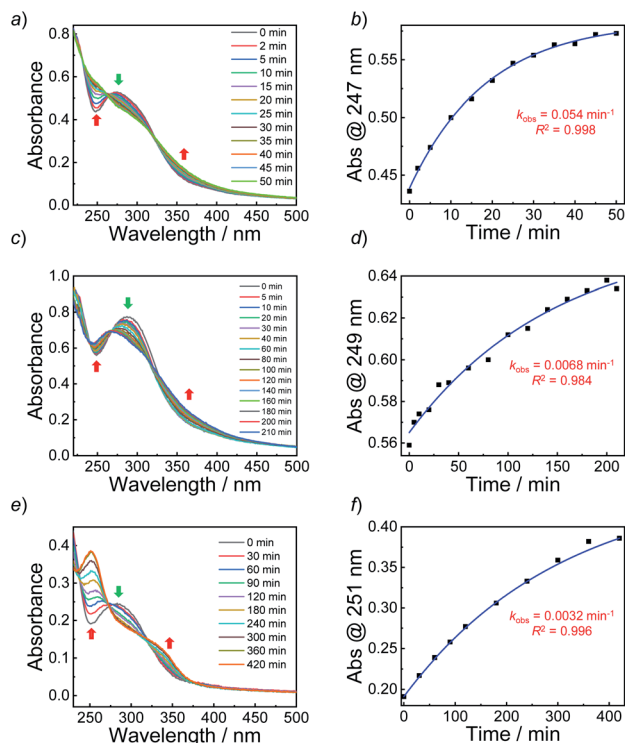 a)
Absorbance
0.8
0.6
0.4
0.2
0.0
250 300 350 400 450 500
Wavelength / nm
0 min
2 min
5 min
10 min
15 min
20 min
25 min
30 min
35 min
40 min
45 min
50 min
b)
Abs @ 247 nm
0.55
0.50
0.45
0 10 20 30 40 50
Time / min
kobs = 0.054 min⁻¹
R² = 0.998
c)
Absorbance
1.0
0.8
0.6
0.4
0.2
0.0
250 300 350 400 450 500
Wavelength / nm
0 min
5 min
10 min
20 min
30 min
40 min
60 min
80 min
100 min
120 min
140 min
160 min
180 min
200 min
210 min
d)
Abs @ 249 nm
0.64
0.62
0.60
0.58
0.56
0 50 100 150 200
Time / min
kobs = 0.0068 min⁻¹
R² = 0.984
e)
Absorbance
0.4
0.3
0.2
0.1
0.0
250 300 350 400 450 500
Wavelength / nm
0 min
30 min
60 min
90 min
120 min
180 min
240 min
300 min
360 min
420 min
f)
Abs @ 251 nm
0.40
0.35
0.30
0.25
0.20
0 100 200 300 400
Time / min
kobs = 0.0032 min⁻¹
R² = 0.996